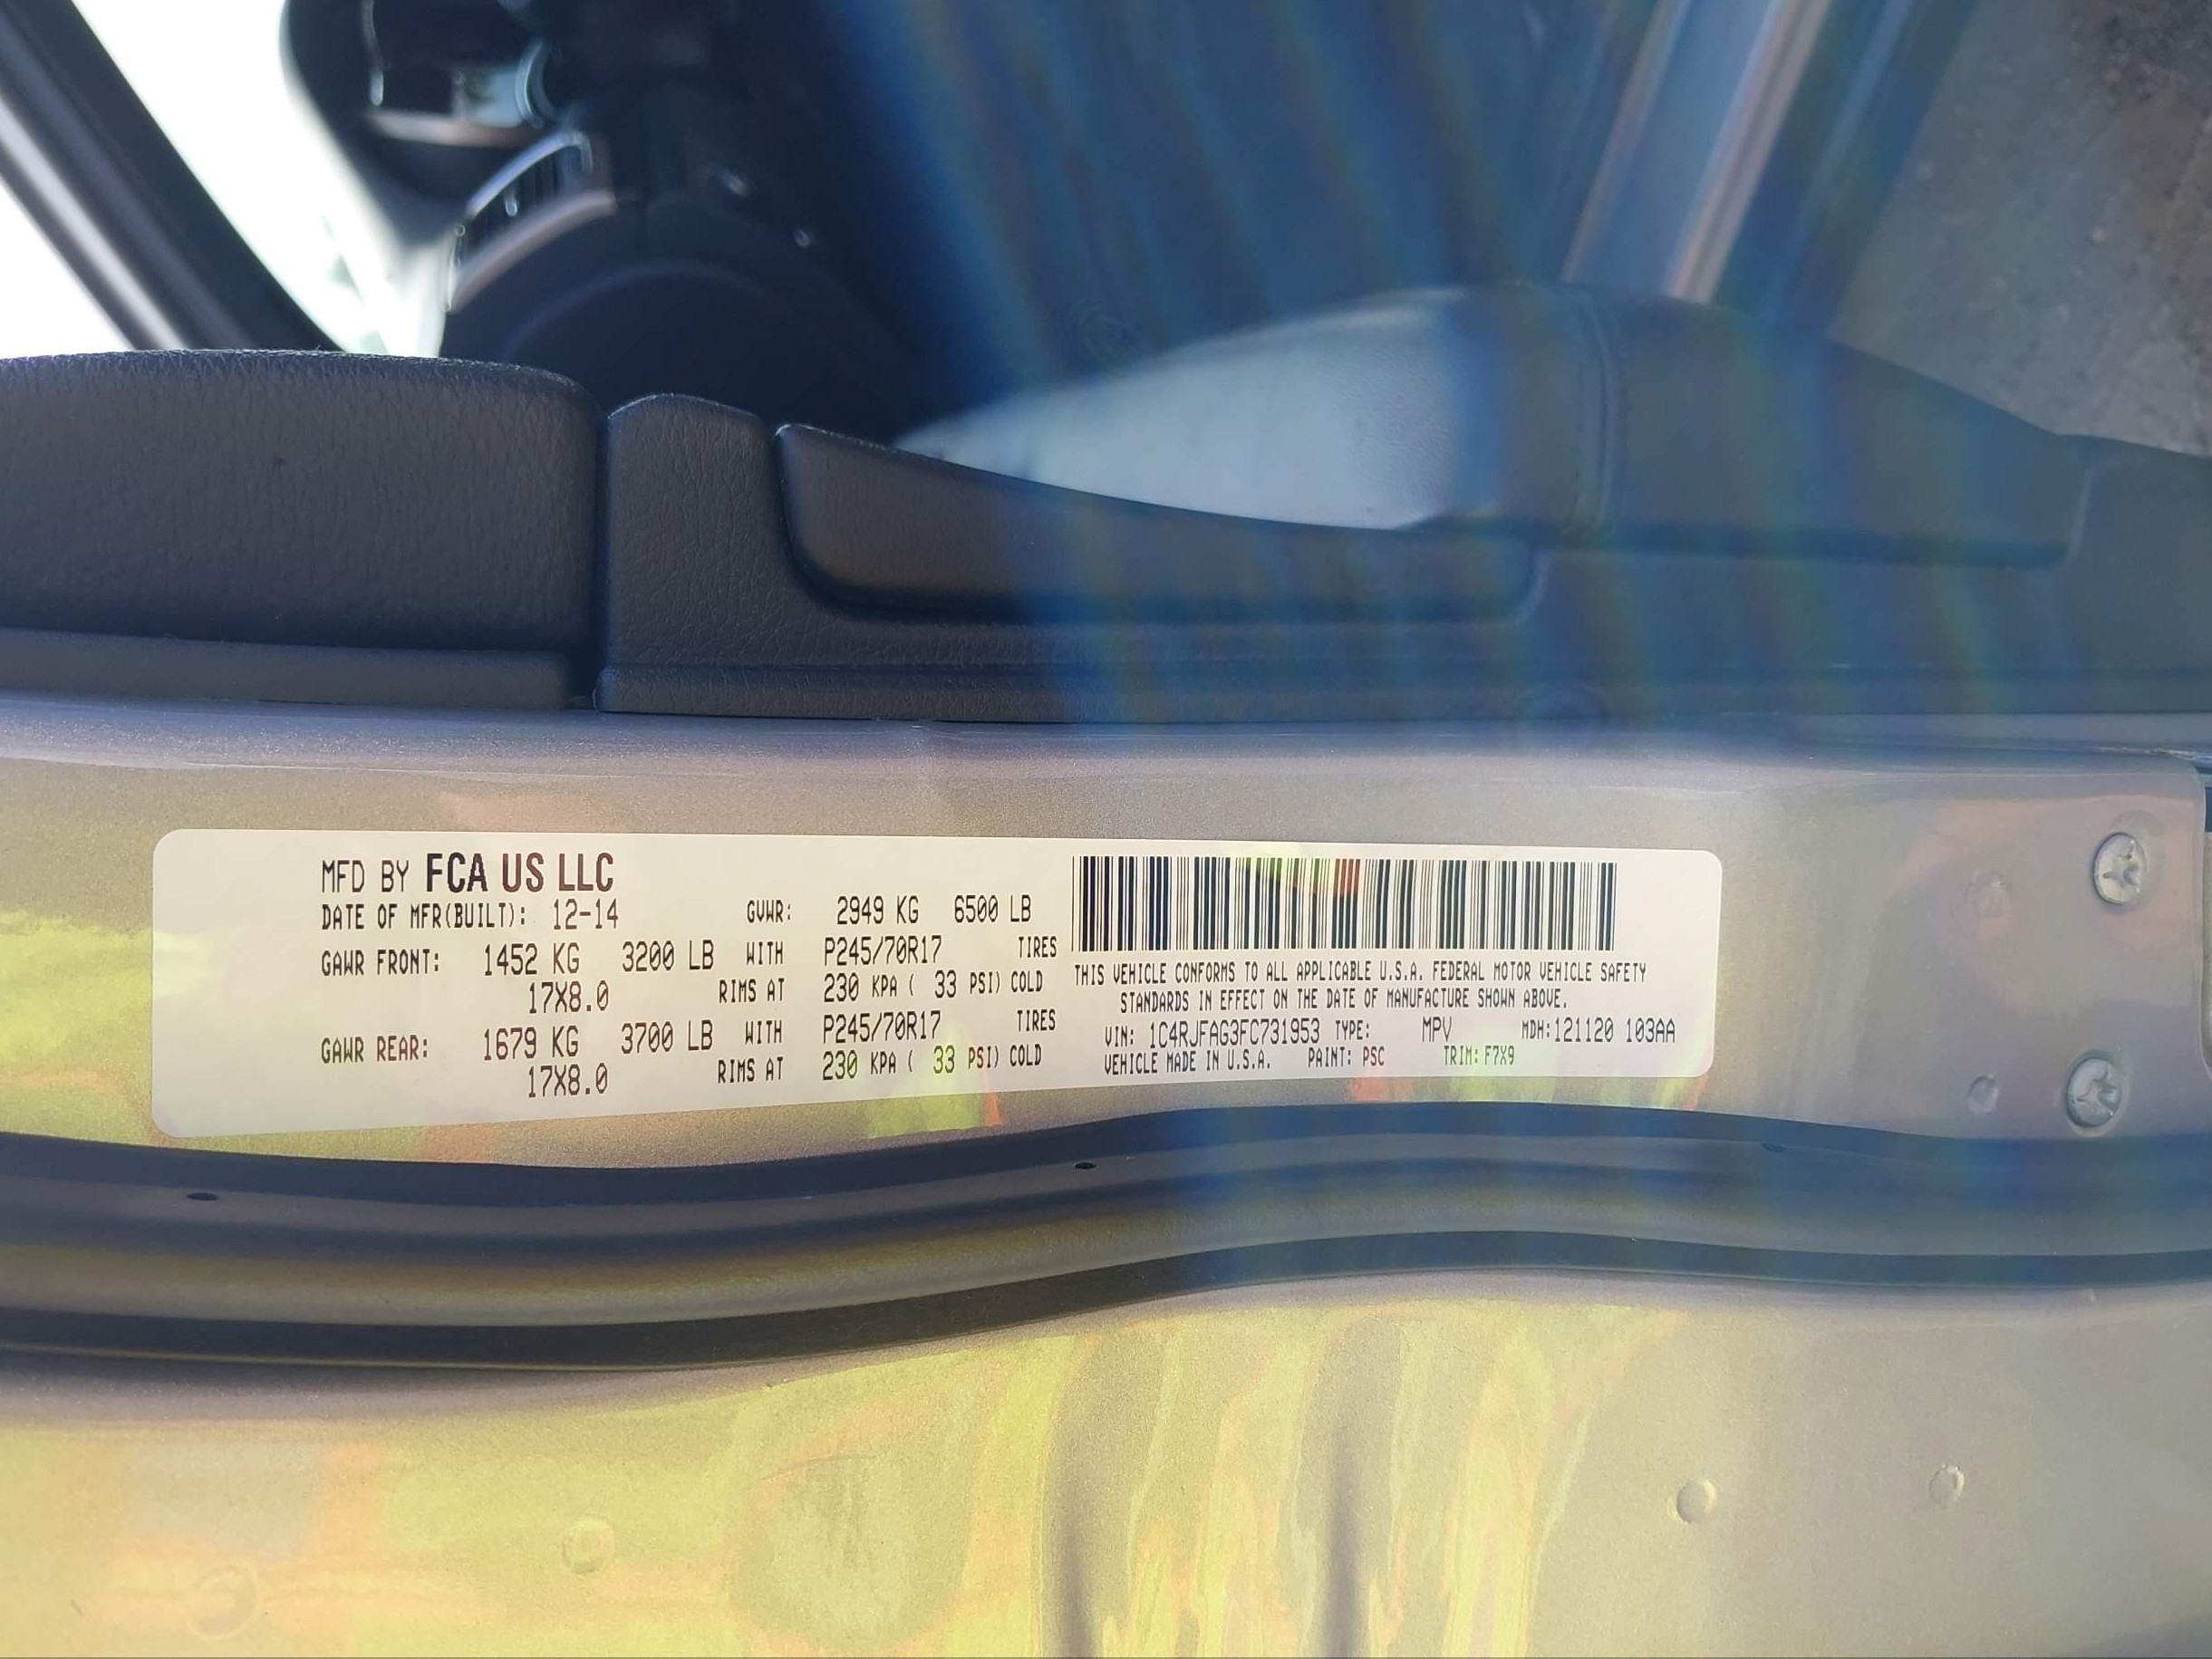 MFD BY FCA US LLC
DATE OF MFR(BUILT): 12-14 GVWR: 2949 KG 6500 LB
GAWR FRONT: 1452 KG 3200 LB WITH P245/70R17 TIRES
17X8.0 RIMS AT 230 KPA ( 33 PSI) COLD
GAWR REAR: 1679 KG 3700 LB WITH P245/70R17 TIRES
17X8.0 RIMS AT 230 KPA ( 33 PSI) COLD
THIS VEHICLE CONFORMS TO ALL APPLICABLE U.S.A. FEDERAL MOTOR VEHICLE SAFETY
STANDARDS IN EFFECT ON THE DATE OF MANUFACTURE SHOWN ABOVE.
VIN: 1C4RJFAG3FC731953 TYPE: MPV MDH:121120 103AA
VEHICLE MADE IN U.S.A. PAINT: PSC TRIM: F7X9